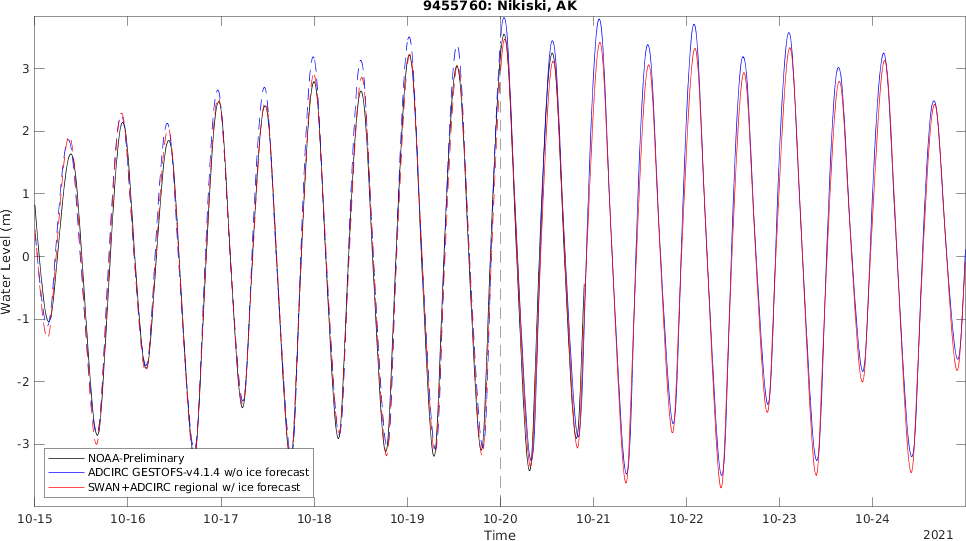 9455760: Nikiski, AK
Water Level (m)
3
2
1
0
-1
-2
-3
NOAA-Preliminary
ADCIRC GESTOFS-v4.1.4 w/o ice forecast
SWAN+ADCIRC regional w/ ice forecast
10-15 10-16 10-17 10-18 10-19 10-20 10-21 10-22 10-23 10-24
Time
2021